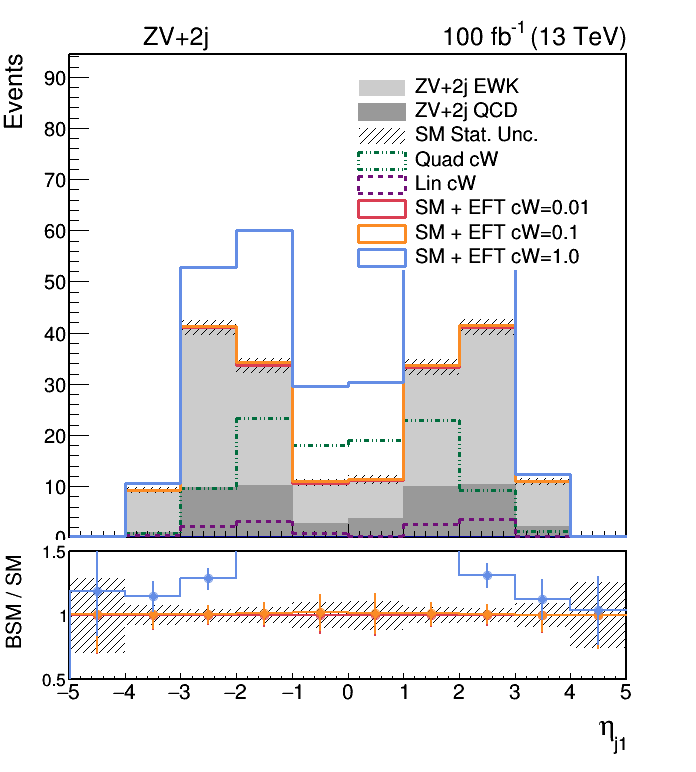 ZV+2j
100 fb⁻¹ (13 TeV)
Events
90
80
70
60
50
40
30
20
10
0
ZV+2j EWK
ZV+2j QCD
SM Stat. Unc.
Quad cW
Lin cW
SM + EFT cW=0.01
SM + EFT cW=0.1
SM + EFT cW=1.0
BSM / SM
1.5
1
0.5
−5 −4 −3 −2 −1 0 1 2 3 4 5
η j1